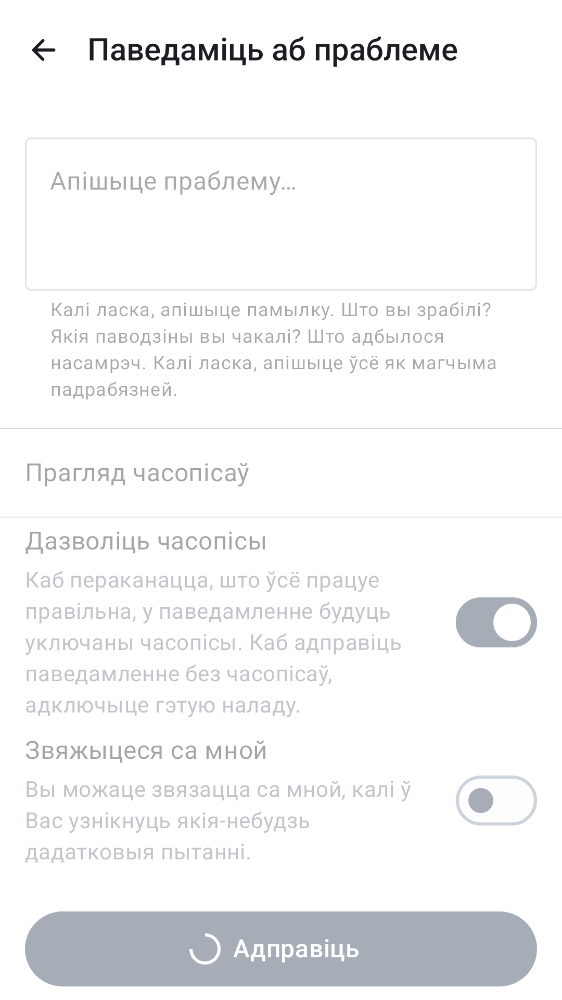 Паведаміць аб праблеме
Апішыце праблему…
Калі ласка, апішыце памылку. Што вы зрабілі?
Якія паводзіны вы чакалі? Што адбылося
насамрэч. Калі ласка, апішыце ўсё як магчыма
падрабязней.
Прагляд часопісаў
Дазволіць часопісы
Каб пераканацца, што ўсё працуе
правільна, у паведамленне будуць
уключаны часопісы. Каб адправіць
паведамленне без часопісаў,
адключыце гэтую наладу.
Звяжыцеся са мной
Вы можаце звязацца са мной, калі ў
Вас узнікнуць якія-небудзь
дадатковыя пытанні.
Адправіць